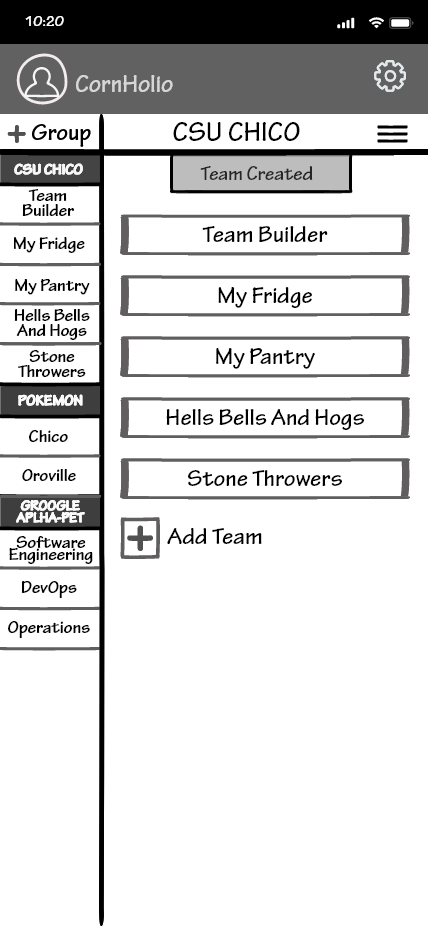 10:20
CornHolio
+ Group
CSU CHICO
CSU CHICO
Team
Builder
My Fridge
My Pantry
Hells Bells
And Hogs
Stone
Throwers
POKEMON
Chico
Oroville
GROOGLE
APLHA-PET
Software
Engineering
DevOps
Operations
Team Created
Team Builder
My Fridge
My Pantry
Hells Bells And Hogs
Stone Throwers
+ Add Team